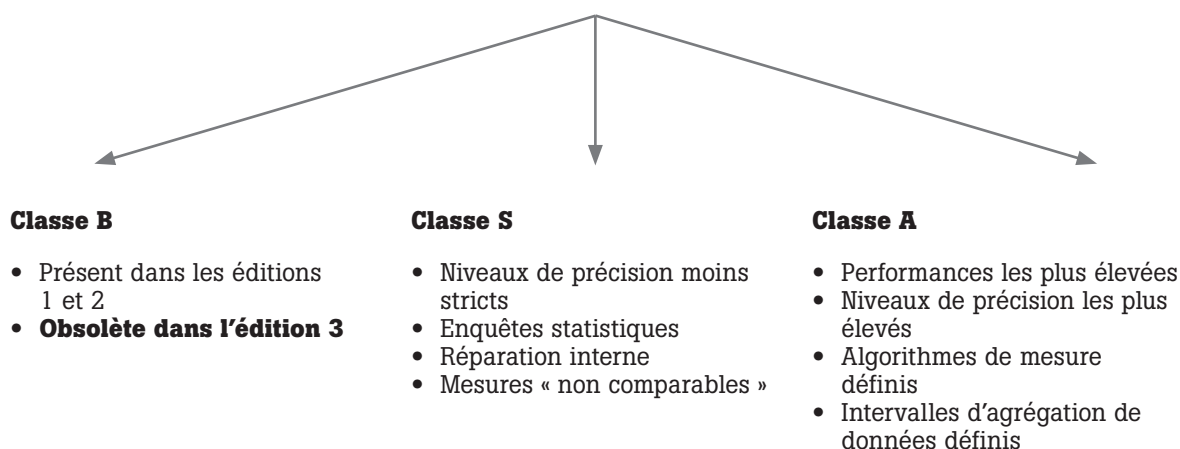 Classe B
• Présent dans les éditions
1 et 2
• Obsolète dans l’édition 3
Classe S
• Niveaux de précision moins
stricts
• Enquêtes statistiques
• Réparation interne
• Mesures « non comparables »
Classe A
• Performances les plus élevées
• Niveaux de précision les plus
élevés
• Algorithmes de mesure
définis
• Intervalles d’agrégation de
données définis